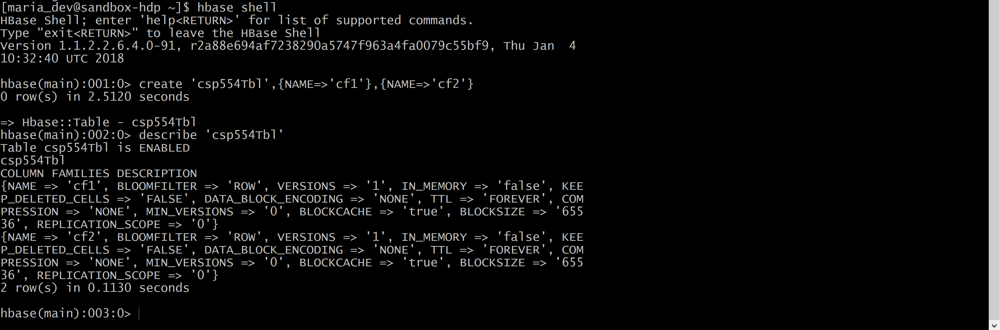 [maria_dev@sandbox-hdp ~]$ hbase shell
HBase Shell; enter 'help<RETURN>' for list of supported commands.
Type "exit<RETURN>" to leave the HBase Shell
Version 1.1.2.2.6.4.0-91, r2a88e694af7238290a5747f963a4fa0079c55bf9, Thu Jan  4
10:32:40 UTC 2018

hbase(main):001:0> create 'csp554Tbl',{NAME=>'cf1'},{NAME=>'cf2'}
0 row(s) in 2.5120 seconds

=> Hbase::Table - csp554Tbl
hbase(main):002:0> describe 'csp554Tbl'
Table csp554Tbl is ENABLED
csp554Tbl
COLUMN FAMILIES DESCRIPTION
{NAME => 'cf1', BLOOMFILTER => 'ROW', VERSIONS => '1', IN_MEMORY => 'false', KEE
P_DELETED_CELLS => 'FALSE', DATA_BLOCK_ENCODING => 'NONE', TTL => 'FOREVER', COM
PRESSION => 'NONE', MIN_VERSIONS => '0', BLOCKCACHE => 'true', BLOCKSIZE => '655
36', REPLICATION_SCOPE => '0'}
{NAME => 'cf2', BLOOMFILTER => 'ROW', VERSIONS => '1', IN_MEMORY => 'false', KEE
P_DELETED_CELLS => 'FALSE', DATA_BLOCK_ENCODING => 'NONE', TTL => 'FOREVER', COM
PRESSION => 'NONE', MIN_VERSIONS => '0', BLOCKCACHE => 'true', BLOCKSIZE => '655
36', REPLICATION_SCOPE => '0'}
2 row(s) in 0.1130 seconds

hbase(main):003:0>